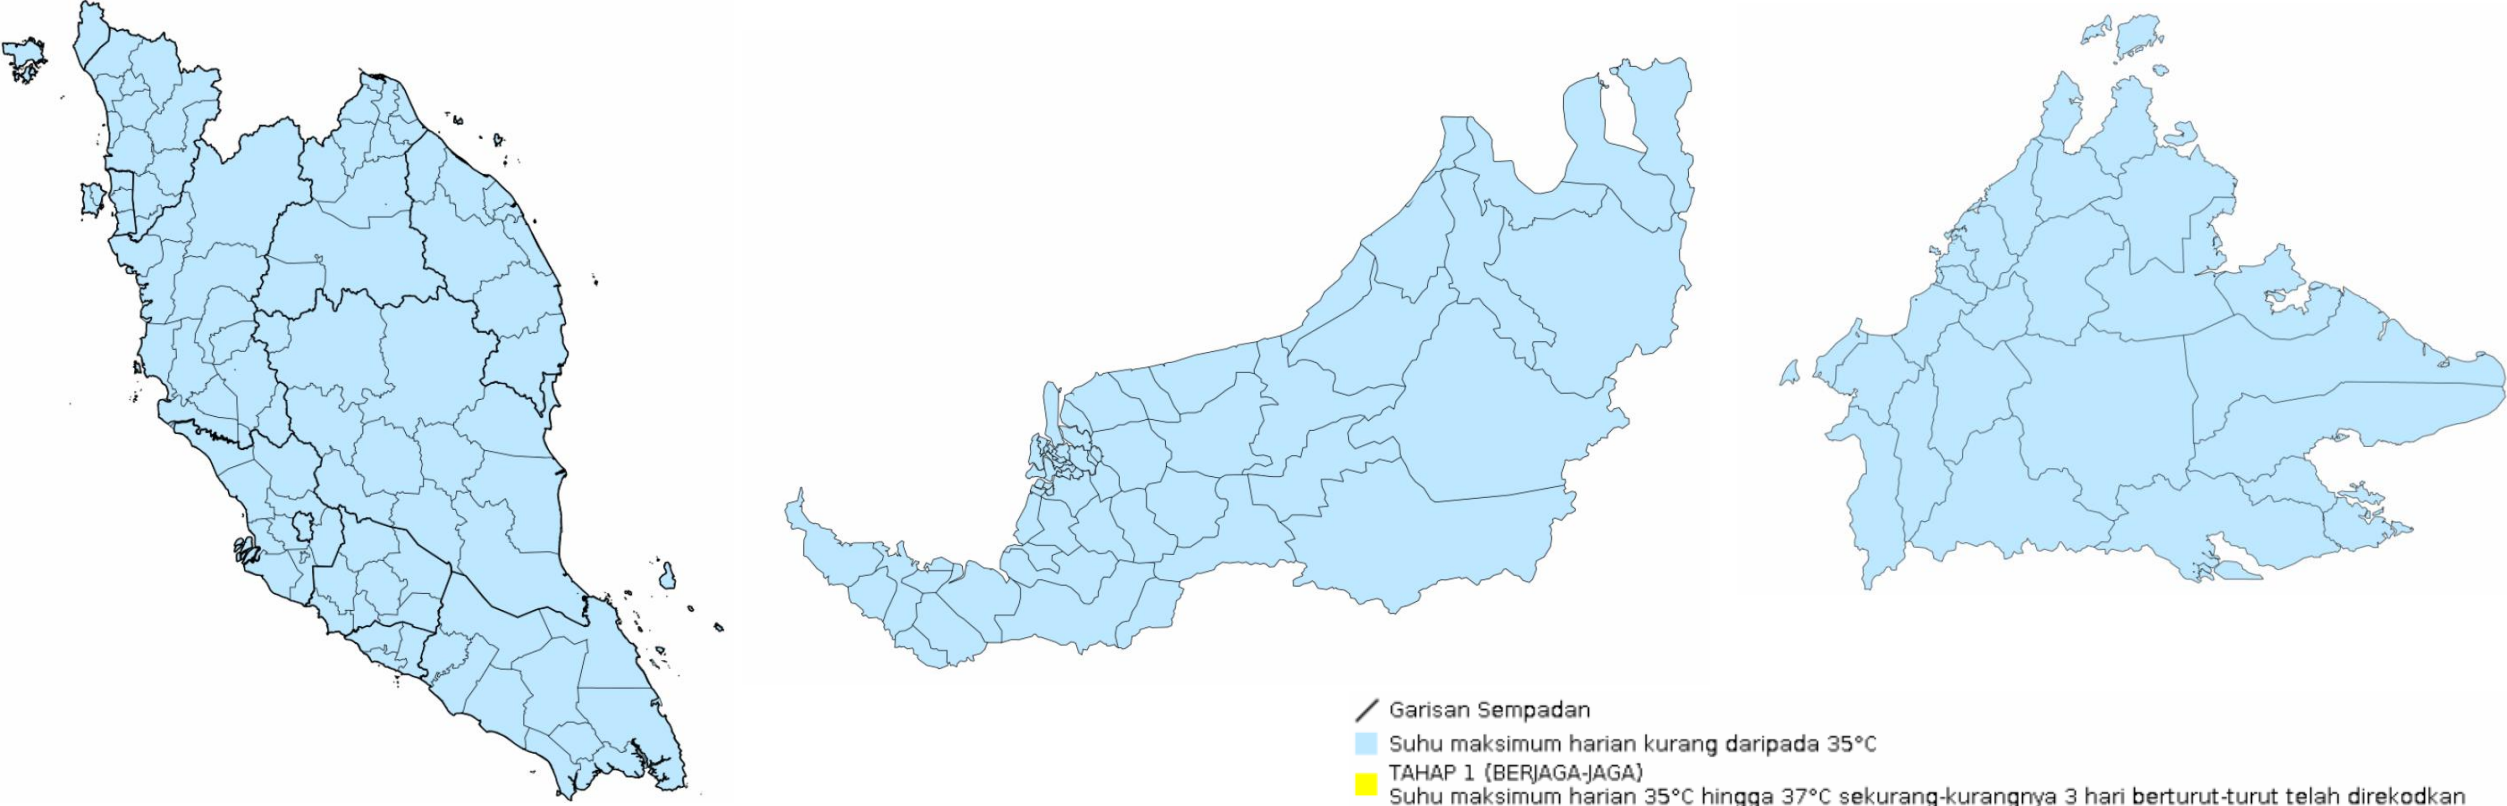 Garisan Sempadan
Suhu maksimum harian kurang daripada 35°C
TAHAP 1 (BERJAGA-JAGA)
Suhu maksimum harian 35°C hingga 37°C sekurang-kurangnya 3 hari berturut-turut telah direkodkan